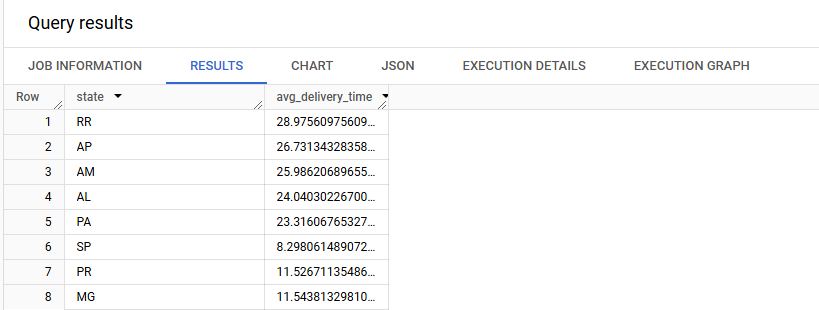 Query results
JOB INFORMATION RESULTS CHART JSON EXECUTION DETAILS EXECUTION GRAPH
Row state avg_delivery_time
1 RR 28.97560975609...
2 AP 26.73134328358...
3 AM 25.98620689655...
4 AL 24.04030226700...
5 PA 23.31606765327...
6 SP 8.298061489072...
7 PR 11.52671135486...
8 MG 11.54381329810...